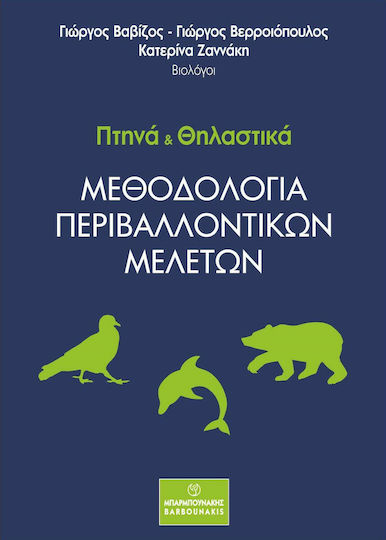 Γιώργος Βαβίζος - Γιώργος Βερροιόπουλος
Κατερίνα Ζαννάκη
Βιολόγοι
Πτηνά & Θηλαστικά
ΜΕΘΟΔΟΛΟΓΙΑ
ΠΕΡΙΒΑΛΛΟΝΤΙΚΩΝ
ΜΕΛΕΤΩΝ
ΜΠΑΡΜΠΟΥΝΑΚΗΣ
BARBOUNAKIS